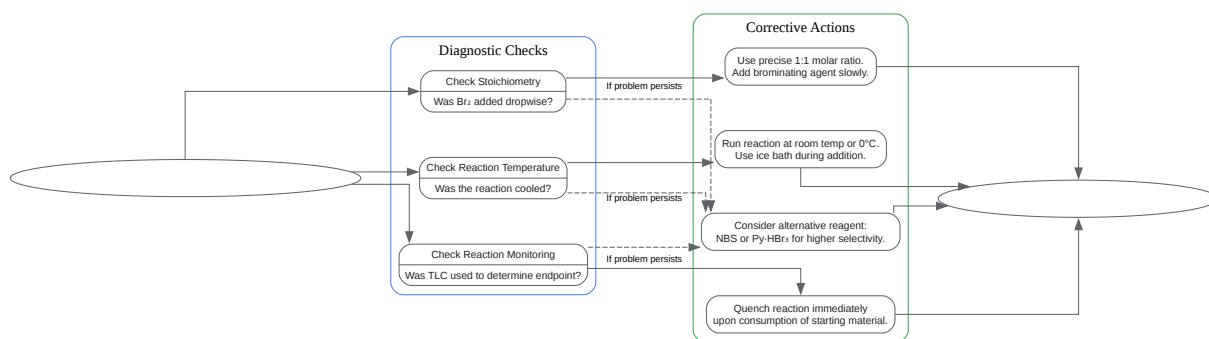 Diagnostic Checks
Check Stoichiometry
Was Br₂ added dropwise?
Check Reaction Temperature
Was the reaction cooled?
Check Reaction Monitoring
Was TLC used to determine endpoint?
If problem persists
If problem persists
If problem persists
Corrective Actions
Use precise 1:1 molar ratio.
Add brominating agent slowly.
Run reaction at room temp or 0°C.
Use ice bath during addition.
Consider alternative reagent:
NBS or Py·HBr₃ for higher selectivity.
Quench reaction immediately
upon consumption of starting material.